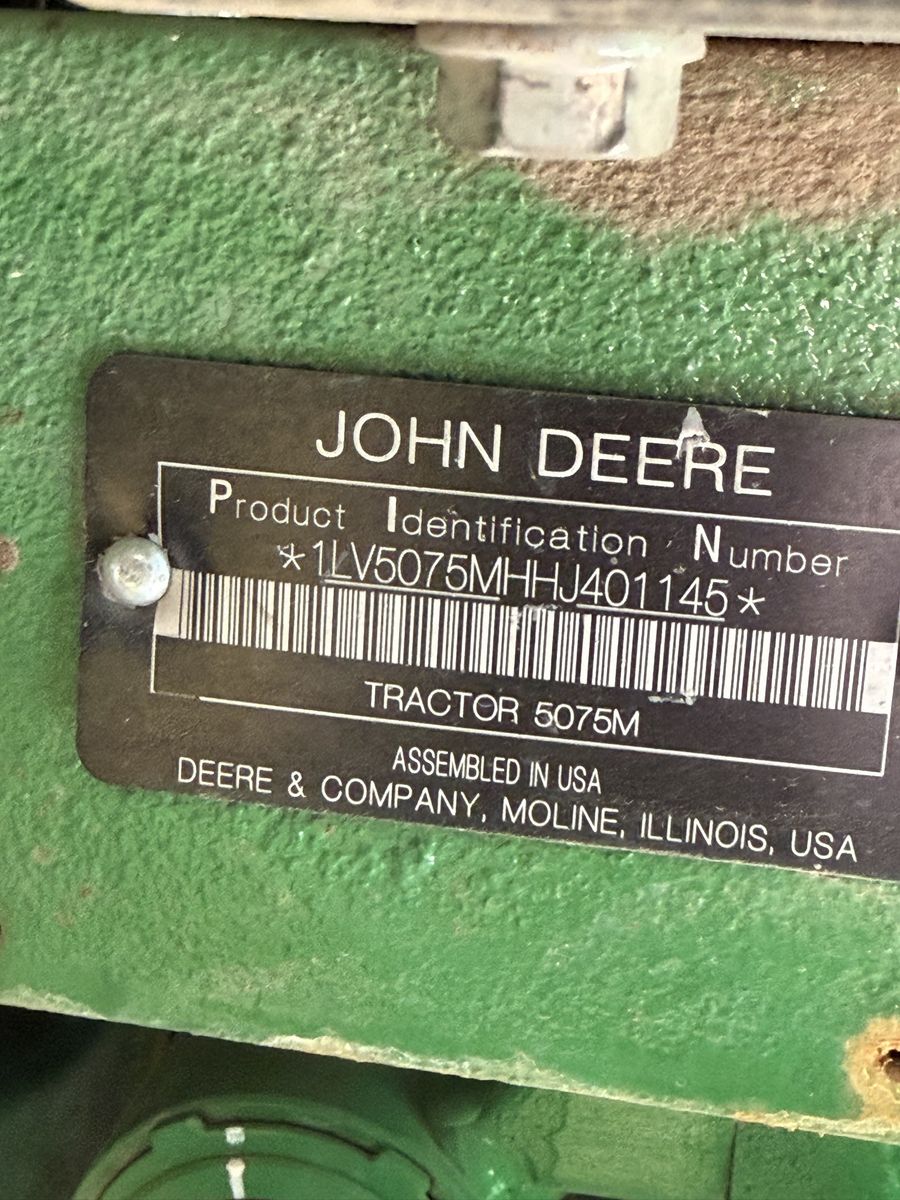 JOHN DEERE
Product Identification Number
*1LV5075MHHJ401145*
TRACTOR 5075M
ASSEMBLED IN USA
DEERE & COMPANY, MOLINE, ILLINOIS, USA